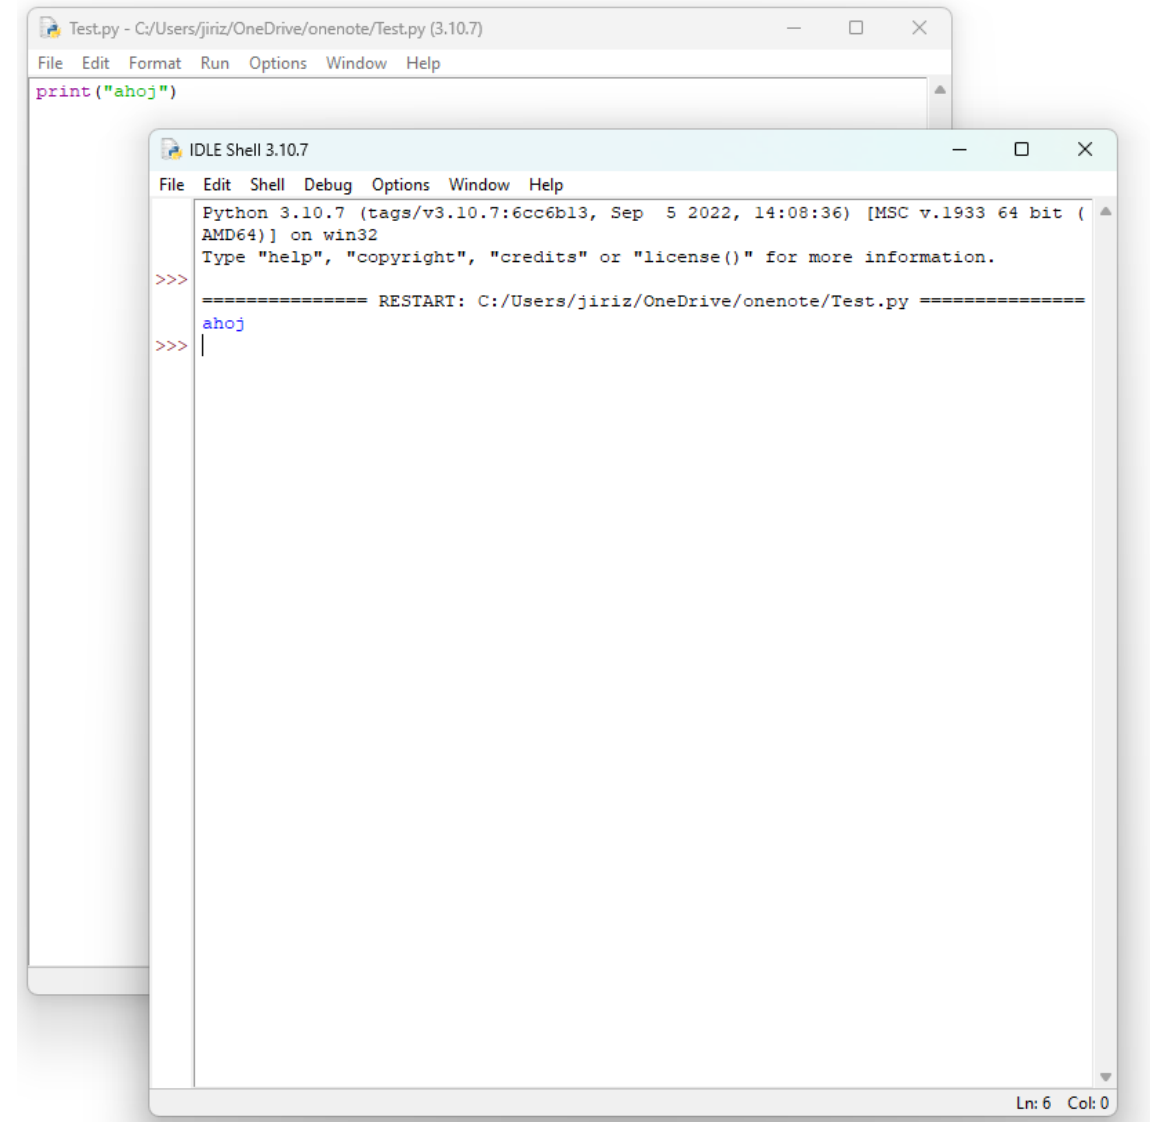 Test.py - C:/Users/jiriz/OneDrive/onenote/Test.py (3.10.7)
File Edit Format Run Options Window Help
print("ahoj")
IDLE Shell 3.10.7
File Edit Shell Debug Options Window Help
Python 3.10.7 (tags/v3.10.7:6cc6b13, Sep  5 2022, 14:08:36) [MSC v.1933 64 bit (
AMD64)] on win32
Type "help", "copyright", "credits" or "license()" for more information.
>>>
=============== RESTART: C:/Users/jiriz/OneDrive/onenote/Test.py ===============
ahoj
>>>
Ln: 6 Col: 0